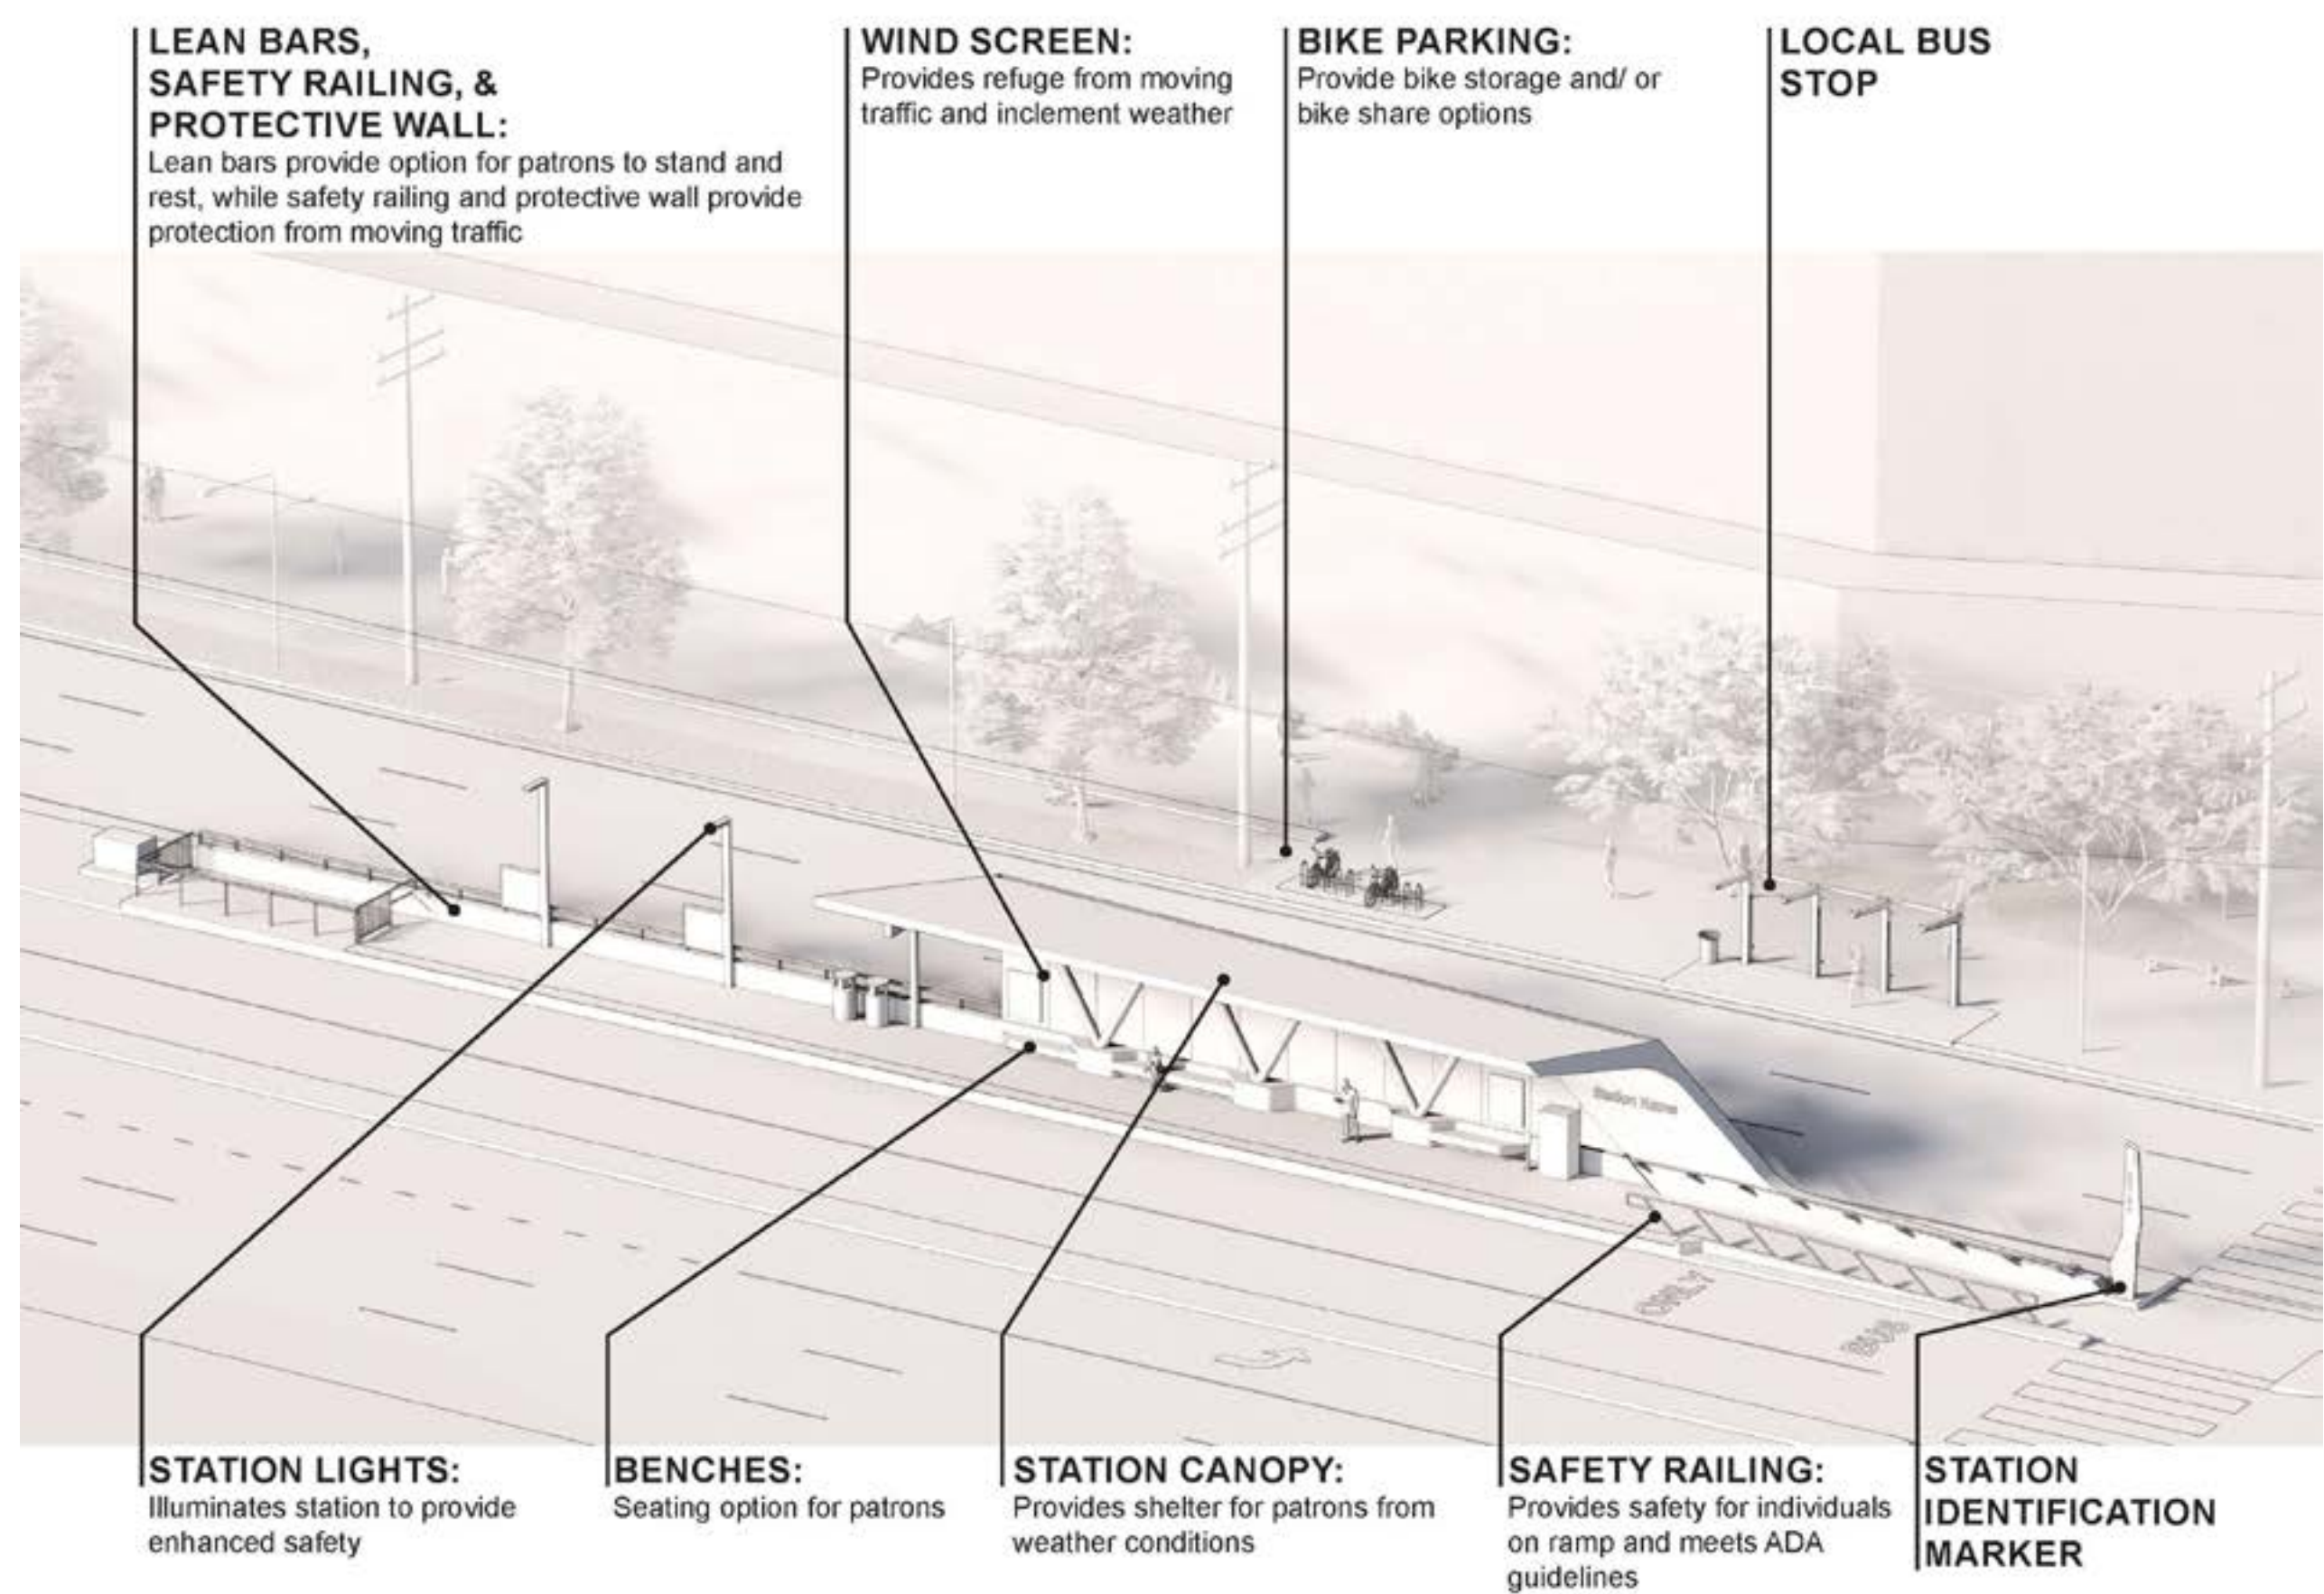 LEAN BARS,
SAFETY RAILING, &
PROTECTIVE WALL:
Lean bars provide option for patrons to stand and
rest, while safety railing and protective wall provide
protection from moving traffic
WIND SCREEN:
Provides refuge from moving
traffic and inclement weather
BIKE PARKING:
Provide bike storage and/ or
bike share options
LOCAL BUS
STOP
Station Name
ONLY
BUS
STATION LIGHTS:
Illuminates station to provide
enhanced safety
BENCHES:
Seating option for patrons
STATION CANOPY:
Provides shelter for patrons from
weather conditions
SAFETY RAILING:
Provides safety for individuals
on ramp and meets ADA
guidelines
STATION
IDENTIFICATION
MARKER